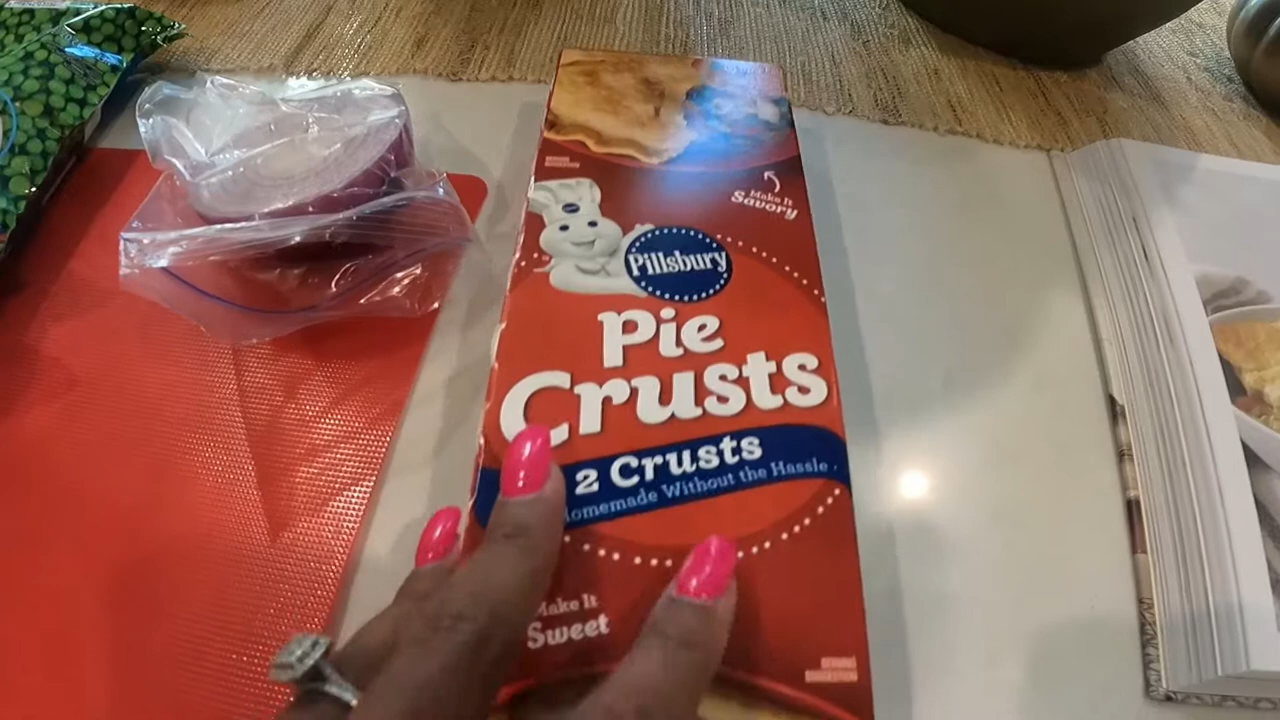 Make It
Savory
Pillsbury
Pie
Crusts
2 Crusts
Homemade Without the Hassle
Make It
Sweet